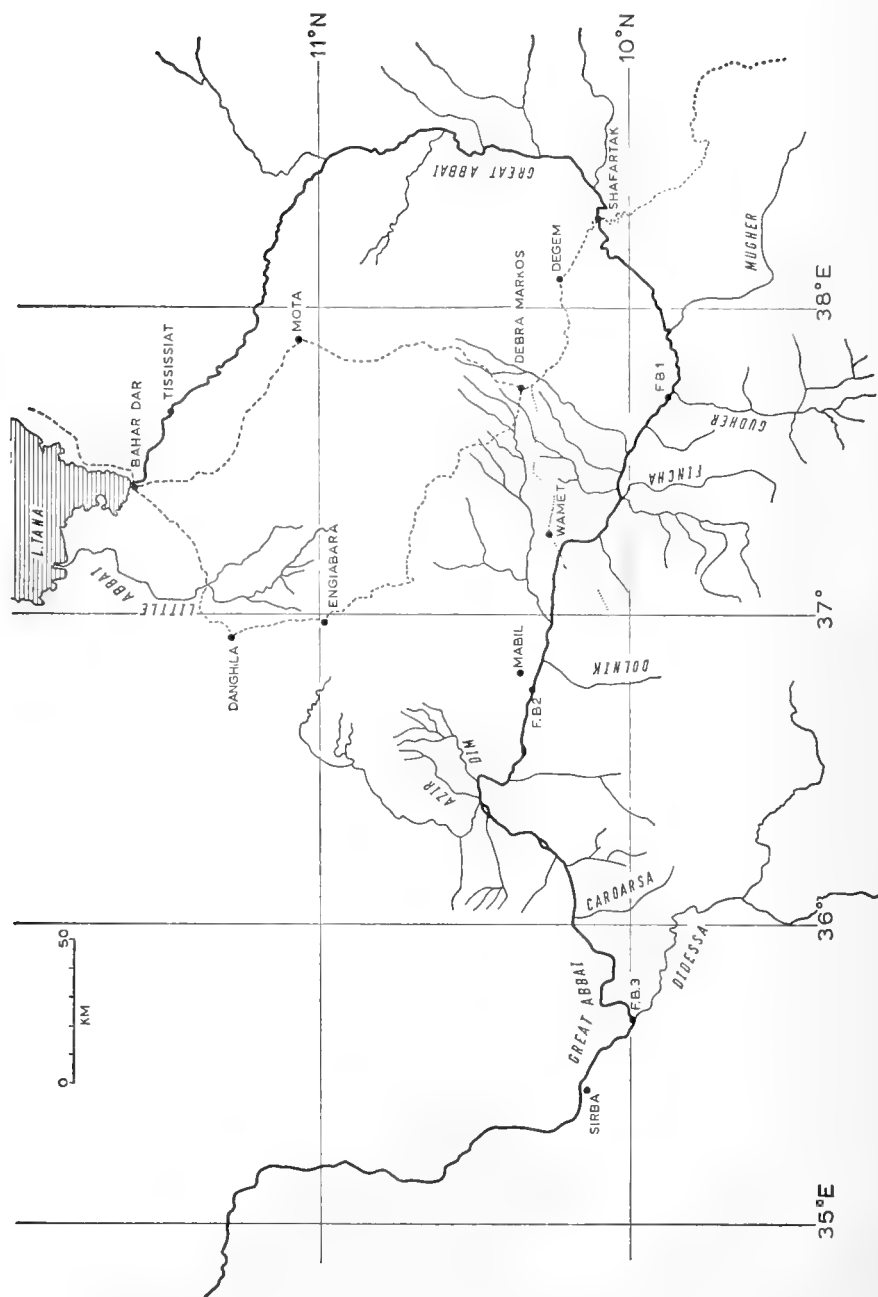 L.TANA
0 50
KM
LITTLE ABBAI
BAHAR DAR
TISSISSIAT
DANGHILA
MOTA
11°N
ENGIABARA
AZIR
DIM
GREAT ABBAI
MABIL
DEBRA MARKOS
F.B.2
WAMET
DEGEM
GREAT ABBAI
SIRBA
SHAFARTAK
CAROARSA
10°N
F.B.3
DOLNIK
FINCHA
FB1
DIDESSA
GUDHER
MUGHER
35°E
36°
37°
38°E